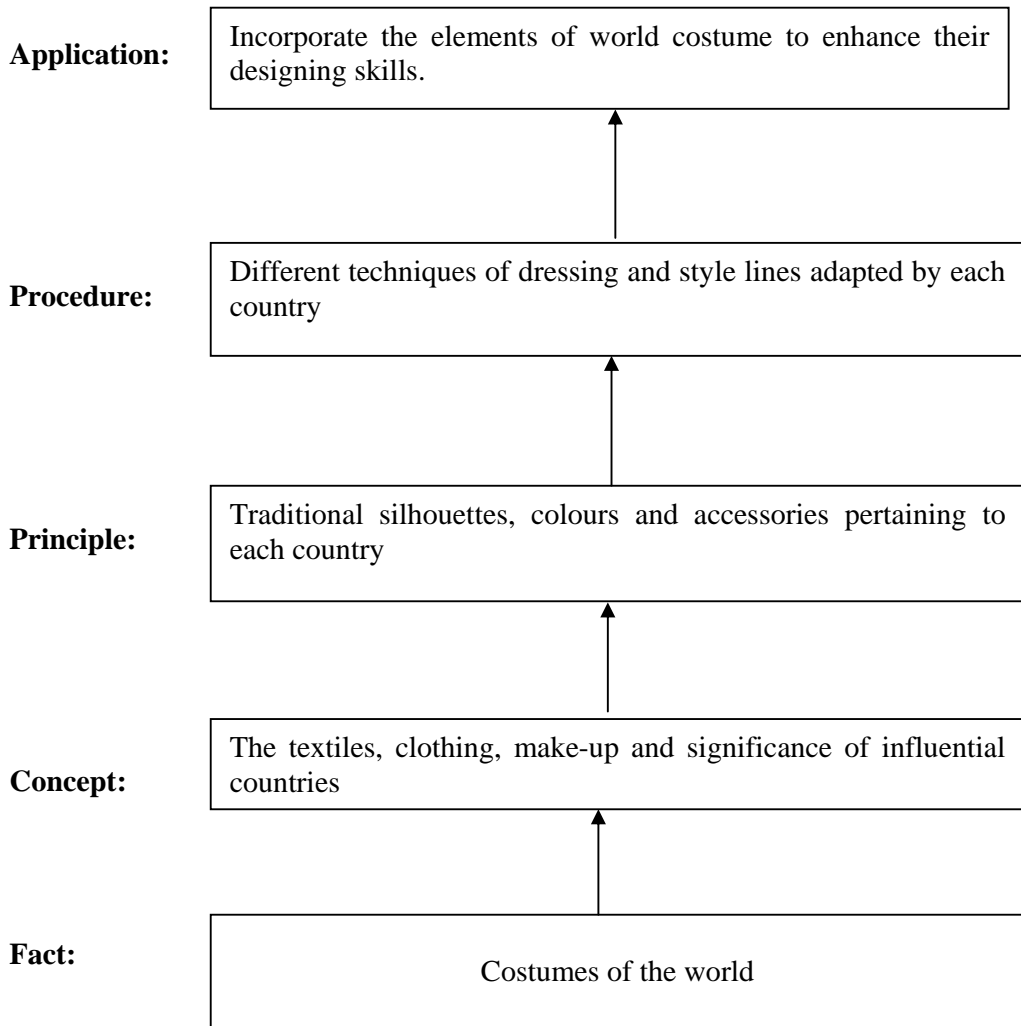 Application:
Incorporate the elements of world costume to enhance their
designing skills.
Procedure:
Different techniques of dressing and style lines adapted by each
country
Principle:
Traditional silhouettes, colours and accessories pertaining to
each country
Concept:
The textiles, clothing, make-up and significance of influential
countries
Fact:
Costumes of the world